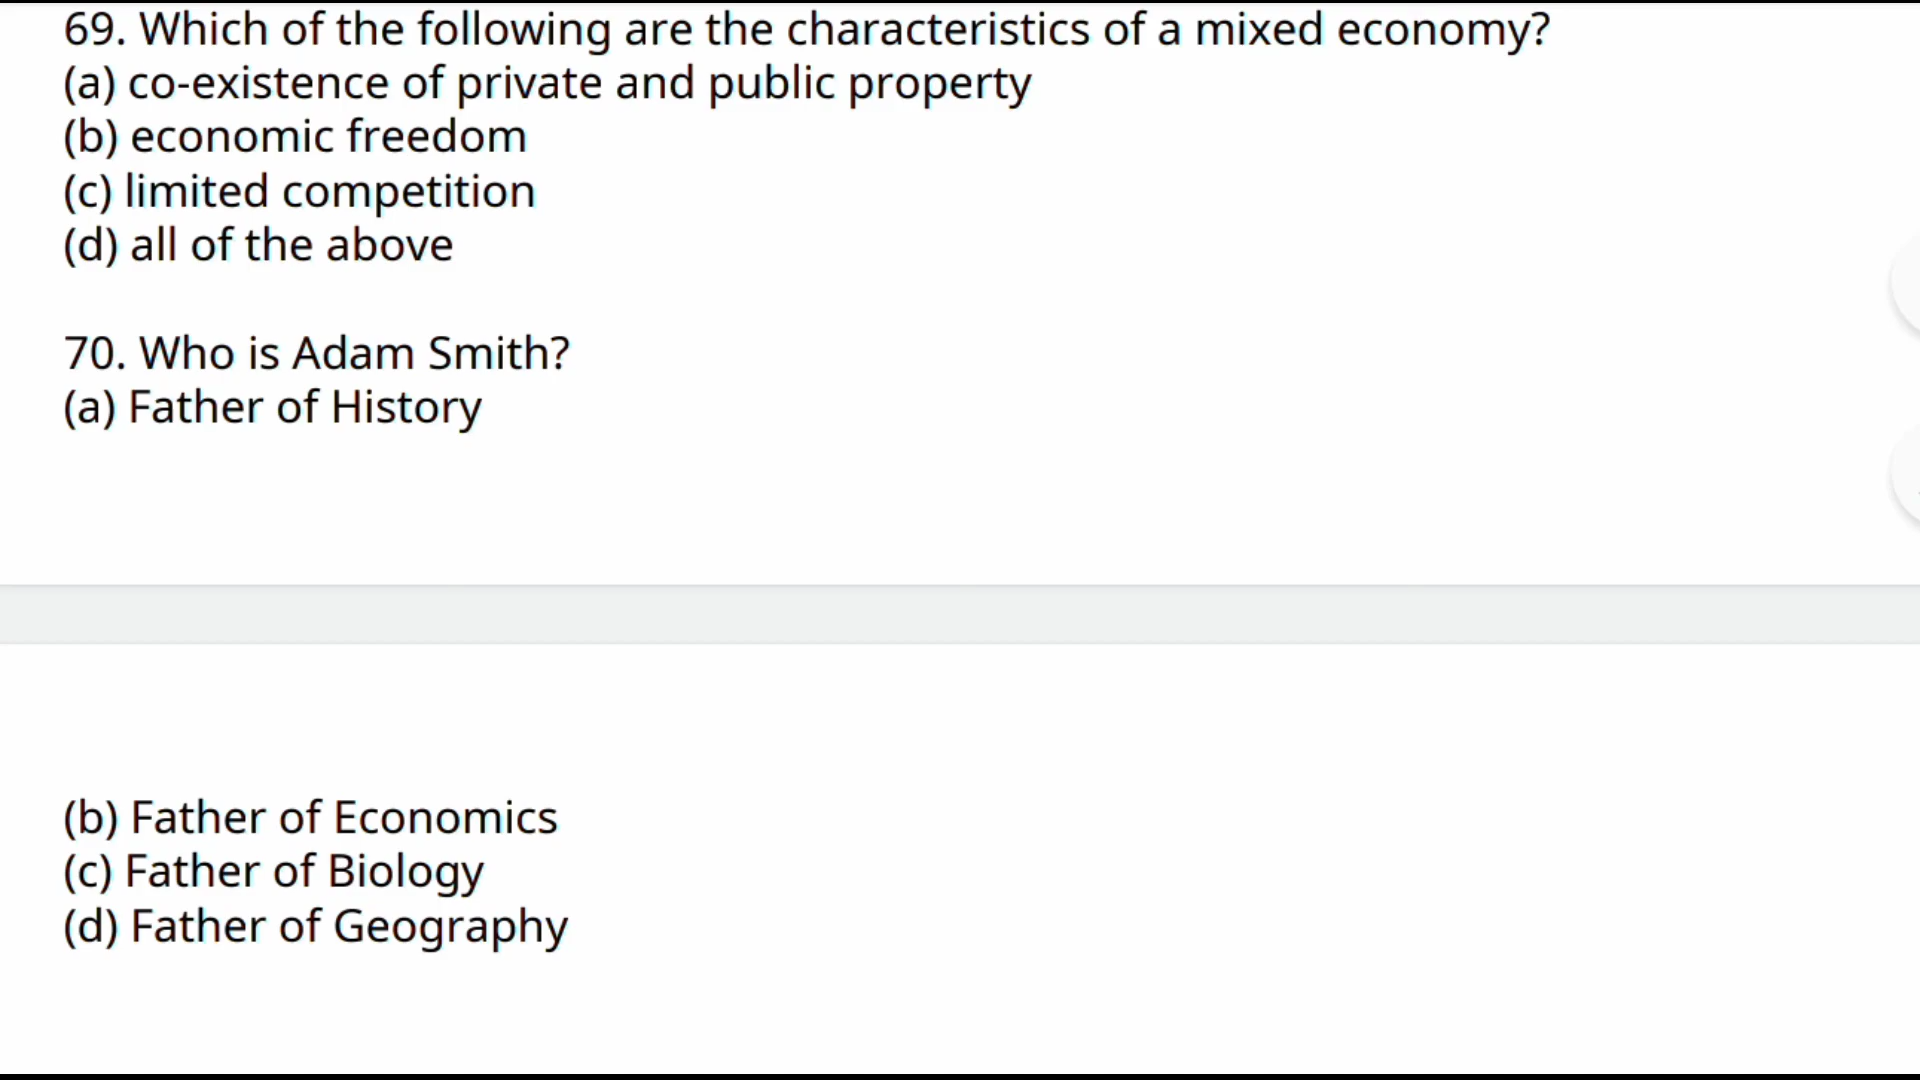 69. Which of the following are the characteristics of a mixed economy?
(a) co-existence of private and public property
(b) economic freedom
(c) limited competition
(d) all of the above
70. Who is Adam Smith?
(a) Father of History
(b) Father of Economics
(c) Father of Biology
(d) Father of Geography